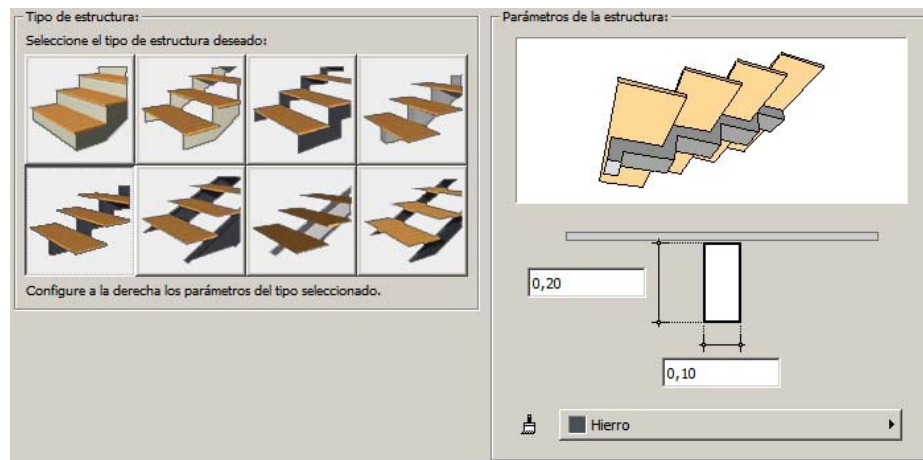 Tipo de estructura:
Seleccione el tipo de estructura deseado:
Configure a la derecha los parámetros del tipo seleccionado.
Parámetros de la estructura:
0,20
0,10
Hierro